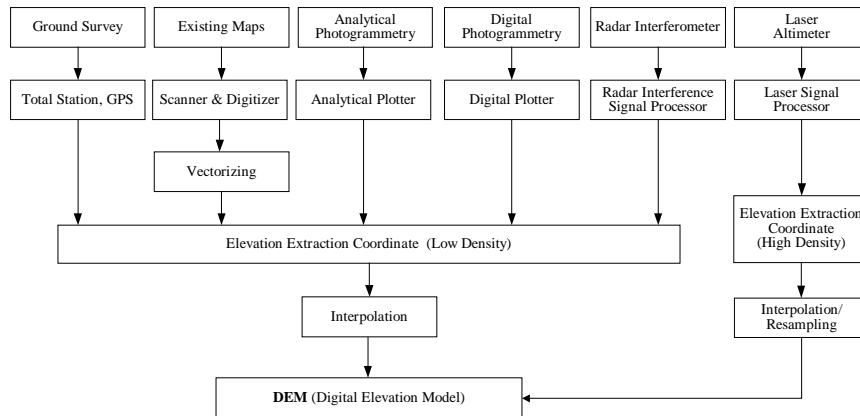 Ground Survey
Existing Maps
Analytical
Photogrammetry
Digital
Photogrammetry
Radar Interferometer
Laser
Altimeter
Total Station, GPS
Scanner & Digitizer
Analytical Plotter
Digital Plotter
Radar Interference
Signal Processor
Laser Signal
Processor
Vectorizing
Elevation Extraction Coordinate (Low Density)
Elevation Extraction
Coordinate
(High Density)
Interpolation
Interpolation/
Resampling
DEM (Digital Elevation Model)